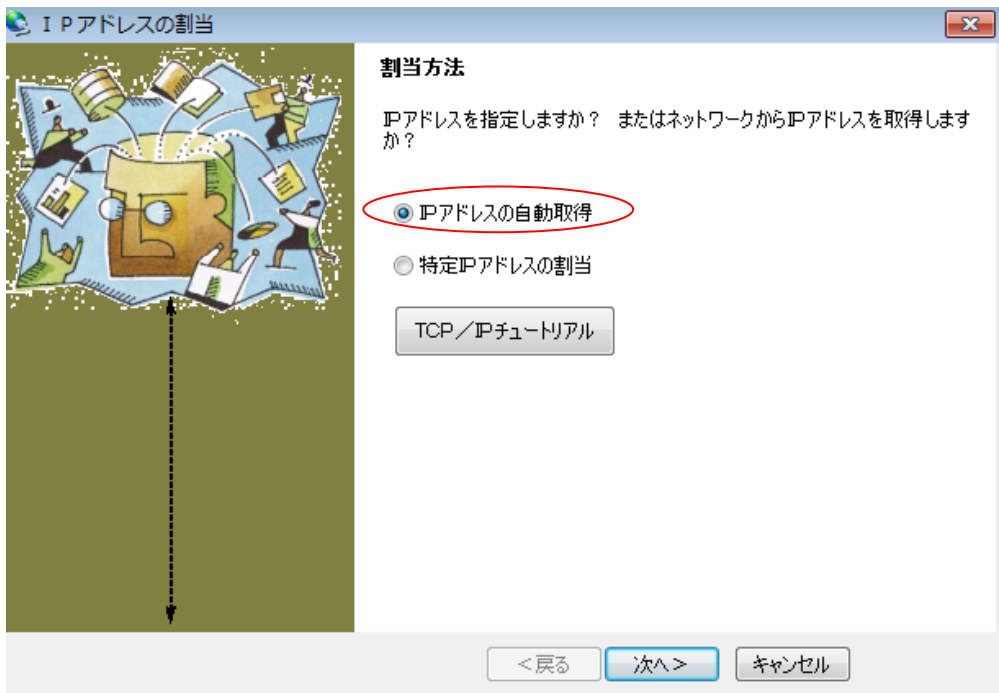 ＩＰアドレスの割当
割当方法
IPアドレスを指定しますか？　またはネットワークからIPアドレスを取得します
か？
IPアドレスの自動取得
特定IPアドレスの割当
TCP／IPチュートリアル
＜戻る
次へ＞
キャンセル